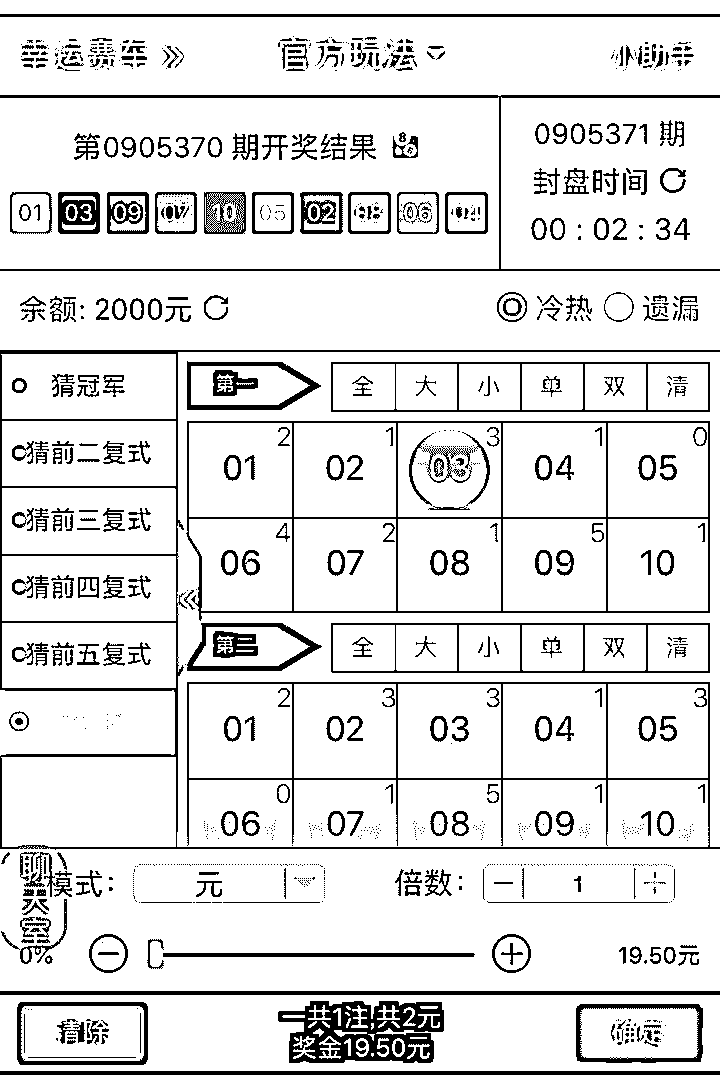 幸运赛车 » 官方玩法 小助手
第0905370 期开奖结果
01 03 09 07 10 05 02 08 06 04
0905371 期
封盘时间
00 : 02 : 34
余额: 2000元 冷热 遗漏
猜冠军
猜前二复式
猜前三复式
猜前四复式
猜前五复式
第一 全 大 小 单 双 清
2 1 3 1 0
01 02 03 04 05
4 2 1 5 1
06 07 08 09 10
«
第二 全 大 小 单 双 清
2 3 3 1 3
01 02 03 04 05
0 1 5 1 1
06 07 08 09 10
聊天室
模式: 元 倍数: − 1 +
0% − + 19.50元
清除
一共1注,共2元
奖金19.50元
确定